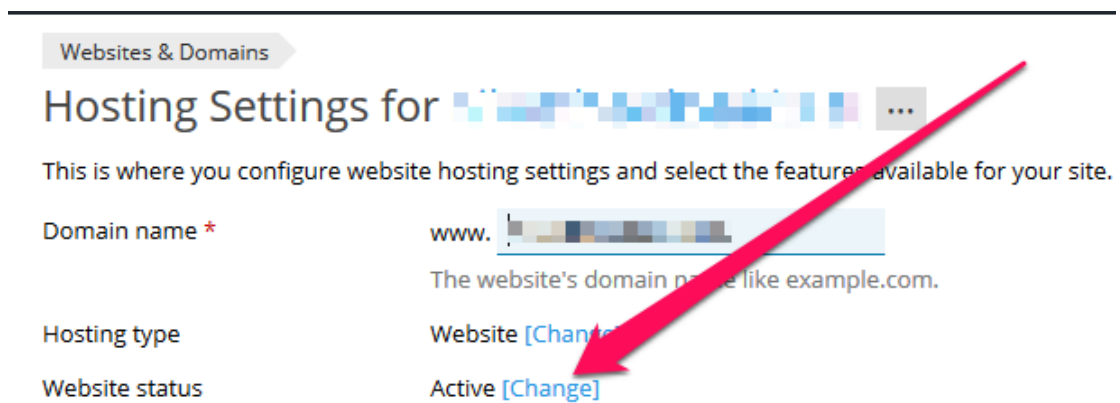 Websites & Domains
Hosting Settings for ...
This is where you configure website hosting settings and select the features available for your site.
Domain name * www.
The website's domain name like example.com.
Hosting type Website [Change]
Website status Active [Change]